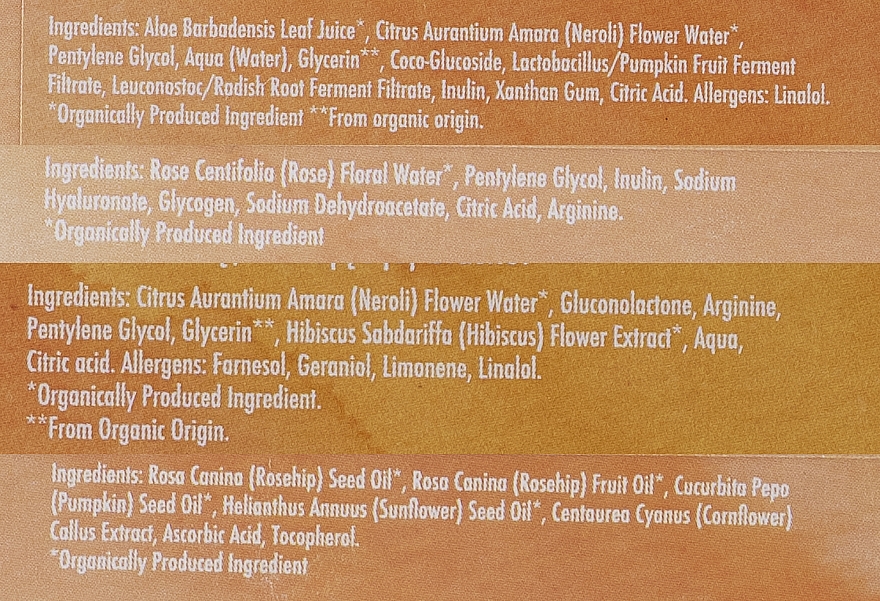 Ingredients: Aloe Barbadensis Leaf Juice*, Citrus Aurantium Amara (Neroli) Flower Water*,
Pentylene Glycol, Aqua (Water), Glycerin**, Coco-Glucoside, Lactobacillus/Pumpkin Fruit Ferment
Filtrate, Leuconostoc/Radish Root Ferment Filtrate, Inulin, Xanthan Gum, Citric Acid. Allergens: Linalol.
*Organically Produced Ingredient **From organic origin.
Ingredients: Rose Centifolia (Rose) Floral Water*, Pentylene Glycol, Inulin, Sodium
Hyaluronate, Glycogen, Sodium Dehydroacetate, Citric Acid, Arginine.
*Organically Produced Ingredient
Ingredients: Citrus Aurantium Amara (Neroli) Flower Water*, Gluconolactone, Arginine,
Pentylene Glycol, Glycerin**, Hibiscus Sabdariffa (Hibiscus) Flower Extract*, Aqua,
Citric acid. Allergens: Farnesol, Geraniol, Limonene, Linalol.
*Organically Produced Ingredient.
**From Organic Origin.
Ingredients: Rosa Canina (Rosehip) Seed Oil*, Rosa Canina (Rosehip) Fruit Oil*, Cucurbita Pepo
(Pumpkin) Seed Oil*, Helianthus Annuus (Sunflower) Seed Oil*, Centaurea Cyanus (Cornflower)
Callus Extract, Ascorbic Acid, Tocopherol.
*Organically Produced Ingredient